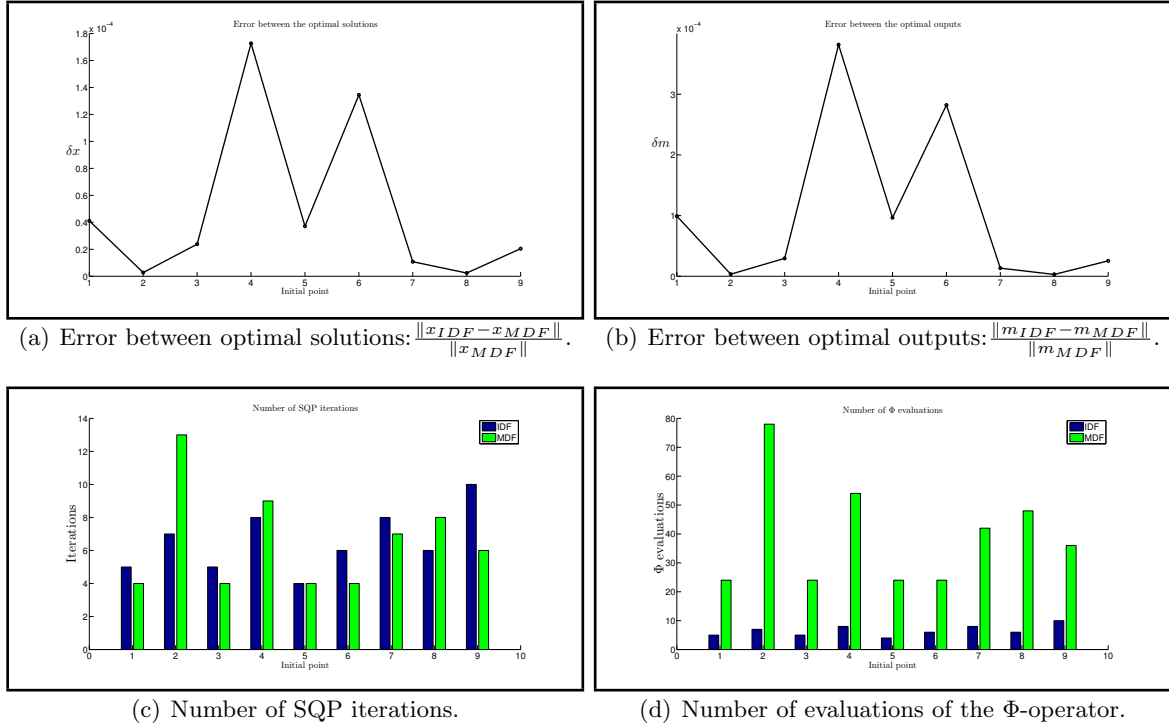 Error between the optimal solutions
x 10⁻⁴
1.8
1.6
1.4
1.2
1
0.8
0.6
0.4
0.2
0
δx
1 2 3 4 5 6 7 8 9
Initial point
(a) Error between optimal solutions: ‖x_IDF−x_MDF‖ / ‖x_MDF‖.
Error between the optimal ouputs
x 10⁻⁴
3
2
1
0
δm
1 2 3 4 5 6 7 8 9
Initial point
(b) Error between optimal outputs: ‖m_IDF−m_MDF‖ / ‖m_MDF‖.
Number of SQP iterations
14
12
10
8
6
4
2
0
Iterations
IDF
MDF
0 1 2 3 4 5 6 7 8 9 10
Initial point
(c) Number of SQP iterations.
Number of Φ evaluations
80
70
60
50
40
30
20
10
0
Φ evaluations
IDF
MDF
0 1 2 3 4 5 6 7 8 9 10
Initial point
(d) Number of evaluations of the Φ-operator.